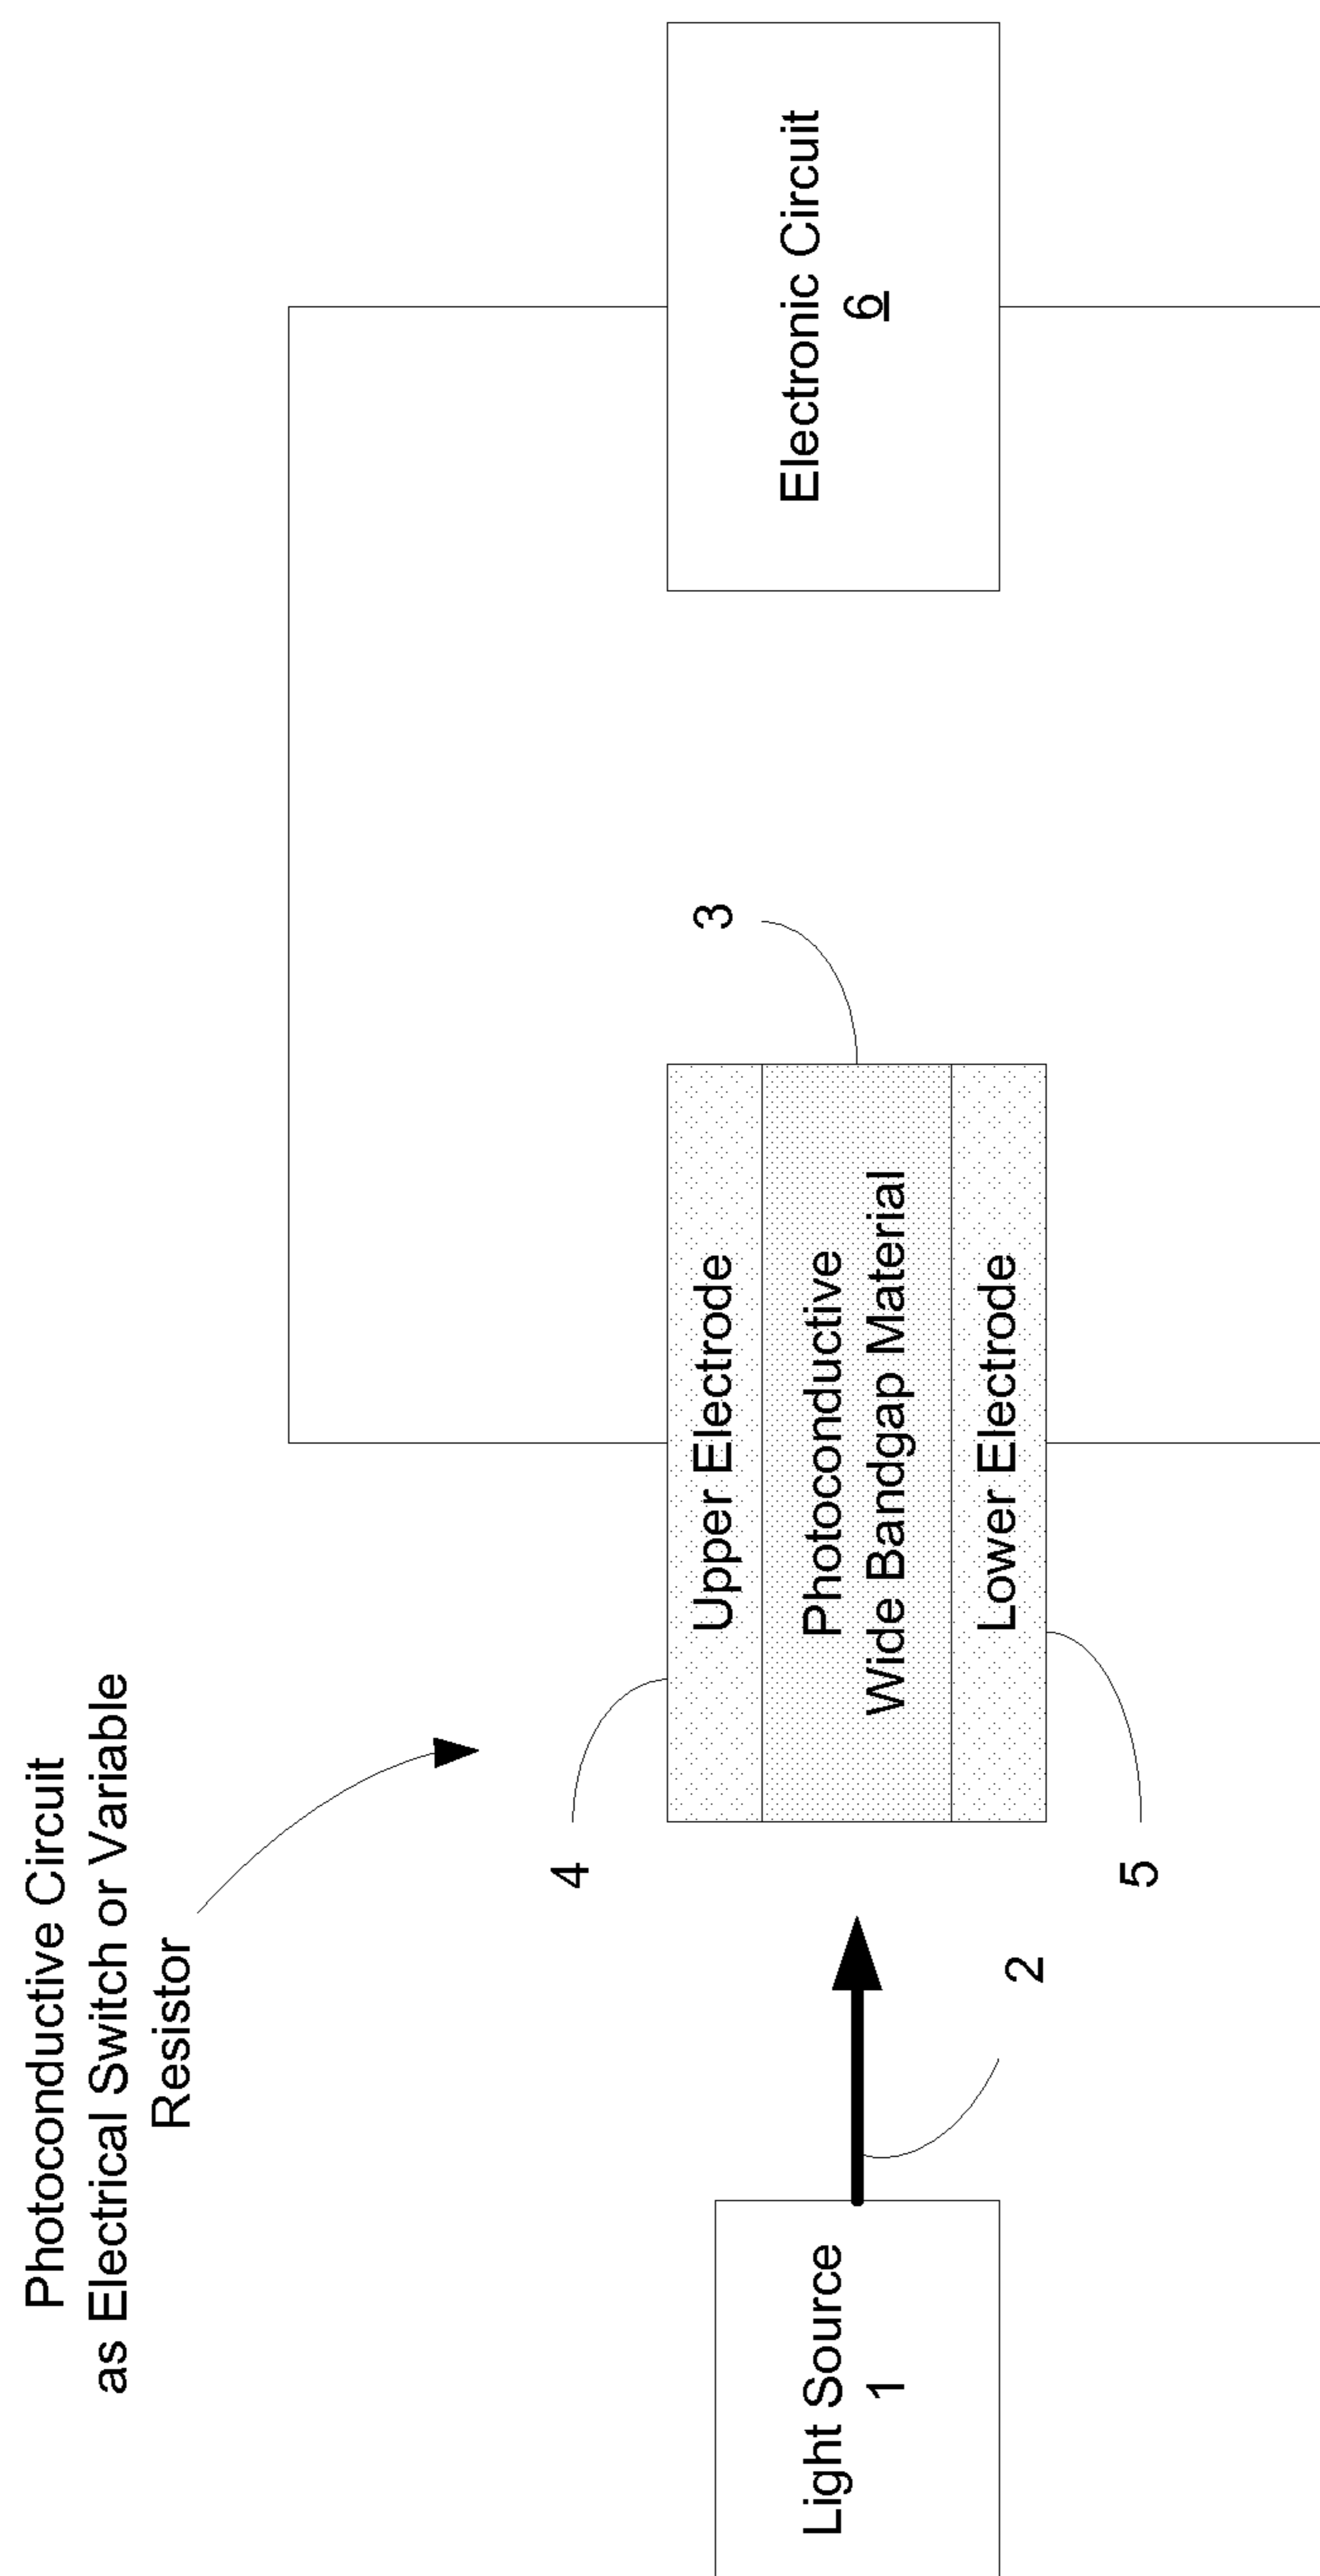 Photoconductive Circuit
as Electrical Switch or Variable
Resistor
Light Source
1
2
4
Upper Electrode
Photoconductive
Wide Bandgap Material
Lower Electrode
5
3
Electronic Circuit
6